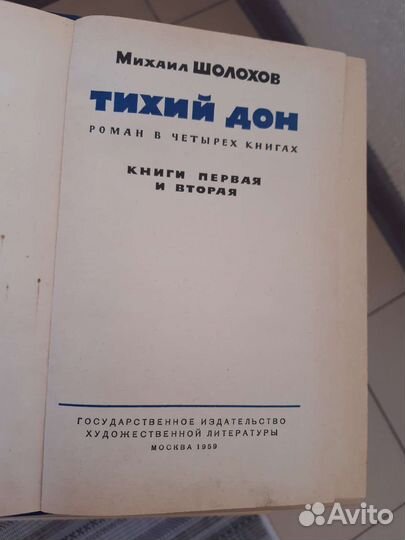 Михаил ШОЛОХОВ
ТИХИЙ ДОН
РОМАН В ЧЕТЫРЕХ КНИГАХ
КНИГИ ПЕРВАЯ
И ВТОРАЯ
ГОСУДАРСТВЕННОЕ ИЗДАТЕЛЬСТВО
ХУДОЖЕСТВЕННОЙ ЛИТЕРАТУРЫ
МОСКВА 1959
Avito